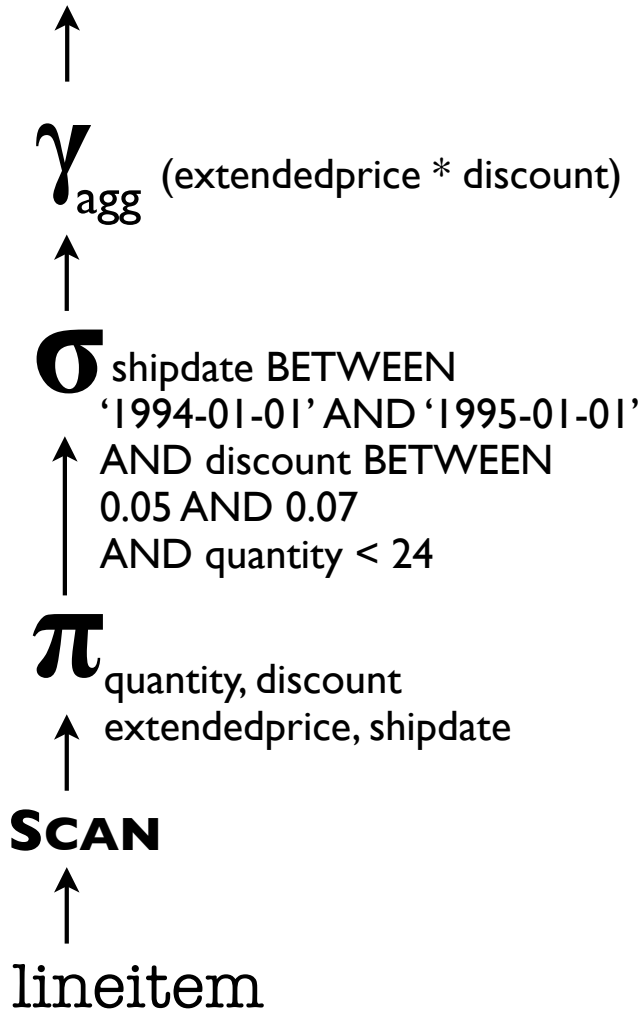 γagg (extendedprice * discount)
σ shipdate BETWEEN
‘1994-01-01’ AND ‘1995-01-01’
AND discount BETWEEN
0.05 AND 0.07
AND quantity < 24
π quantity, discount
extendedprice, shipdate
SCAN
lineitem